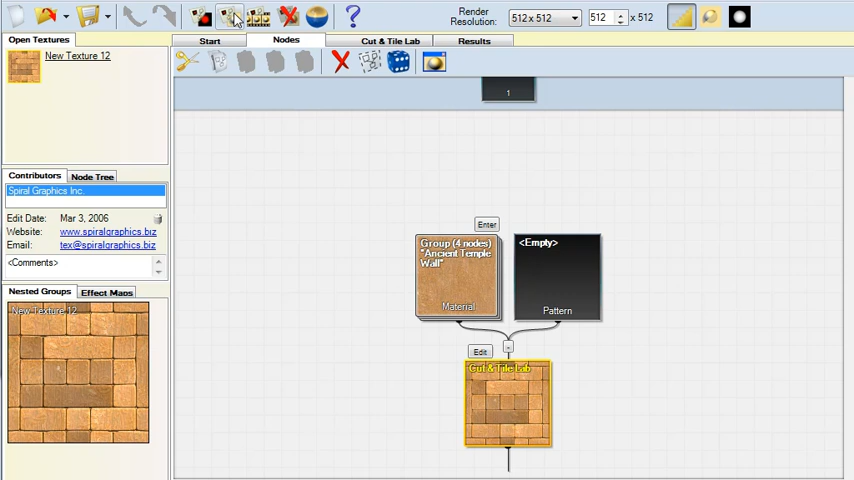 Render
Resolution:
512 x 512
512
x 512
Open Textures
Start
Nodes
Cut & Tile Lab
Results
New Texture 12
1
Contributors
Node Tree
Spiral Graphics Inc.
Edit Date:
Mar 3, 2006
Website:
www.spiralgraphics.biz
Email:
tex@spiralgraphics.biz
<Comments>
Nested Groups
Effect Maps
New Texture 12
Enter
Group (4 nodes)
"Ancient Temple
Wall"
Material
<Empty>
Pattern
Edit
-
Cut & Tile Lab